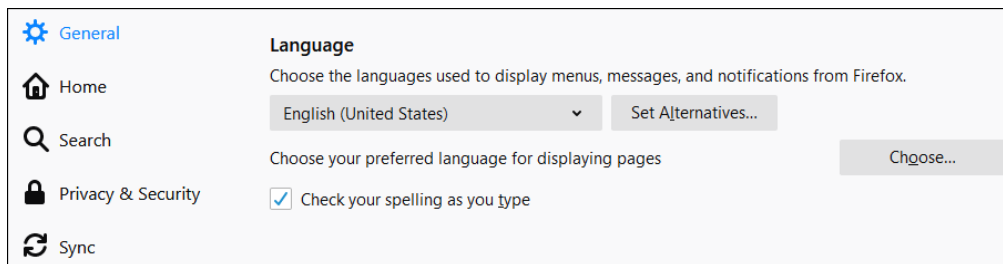 General
Home
Search
Privacy & Security
Sync
Language
Choose the languages used to display menus, messages, and notifications from Firefox.
English (United States)
Set Alternatives...
Choose your preferred language for displaying pages
Choose...
Check your spelling as you type